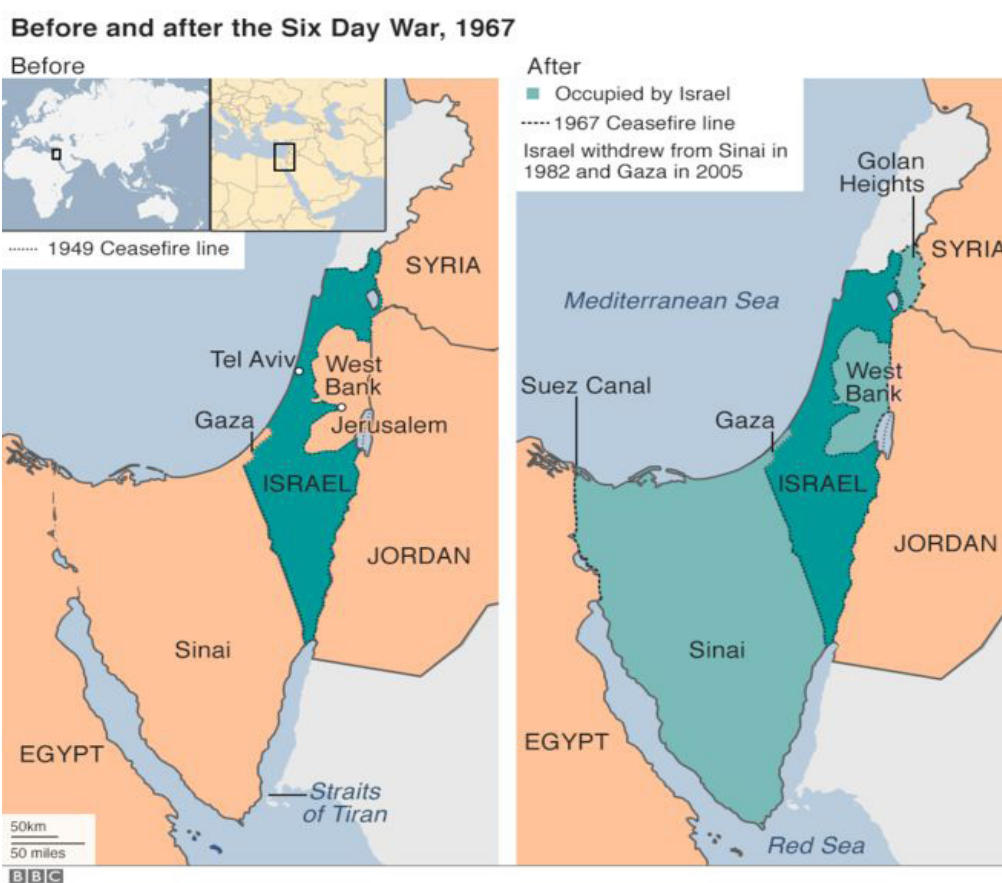 Before and after the Six Day War, 1967
Before
1949 Ceasefire line
SYRIA
Tel Aviv
West
Bank
Gaza
Jerusalem
ISRAEL
JORDAN
Sinai
EGYPT
Straits
of Tiran
50km
50 miles
After
Occupied by Israel
1967 Ceasefire line
Israel withdrew from Sinai in
1982 and Gaza in 2005
Golan
Heights
SYRIA
Mediterranean Sea
Suez Canal
West
Bank
Gaza
ISRAEL
JORDAN
Sinai
EGYPT
Red Sea
BBC